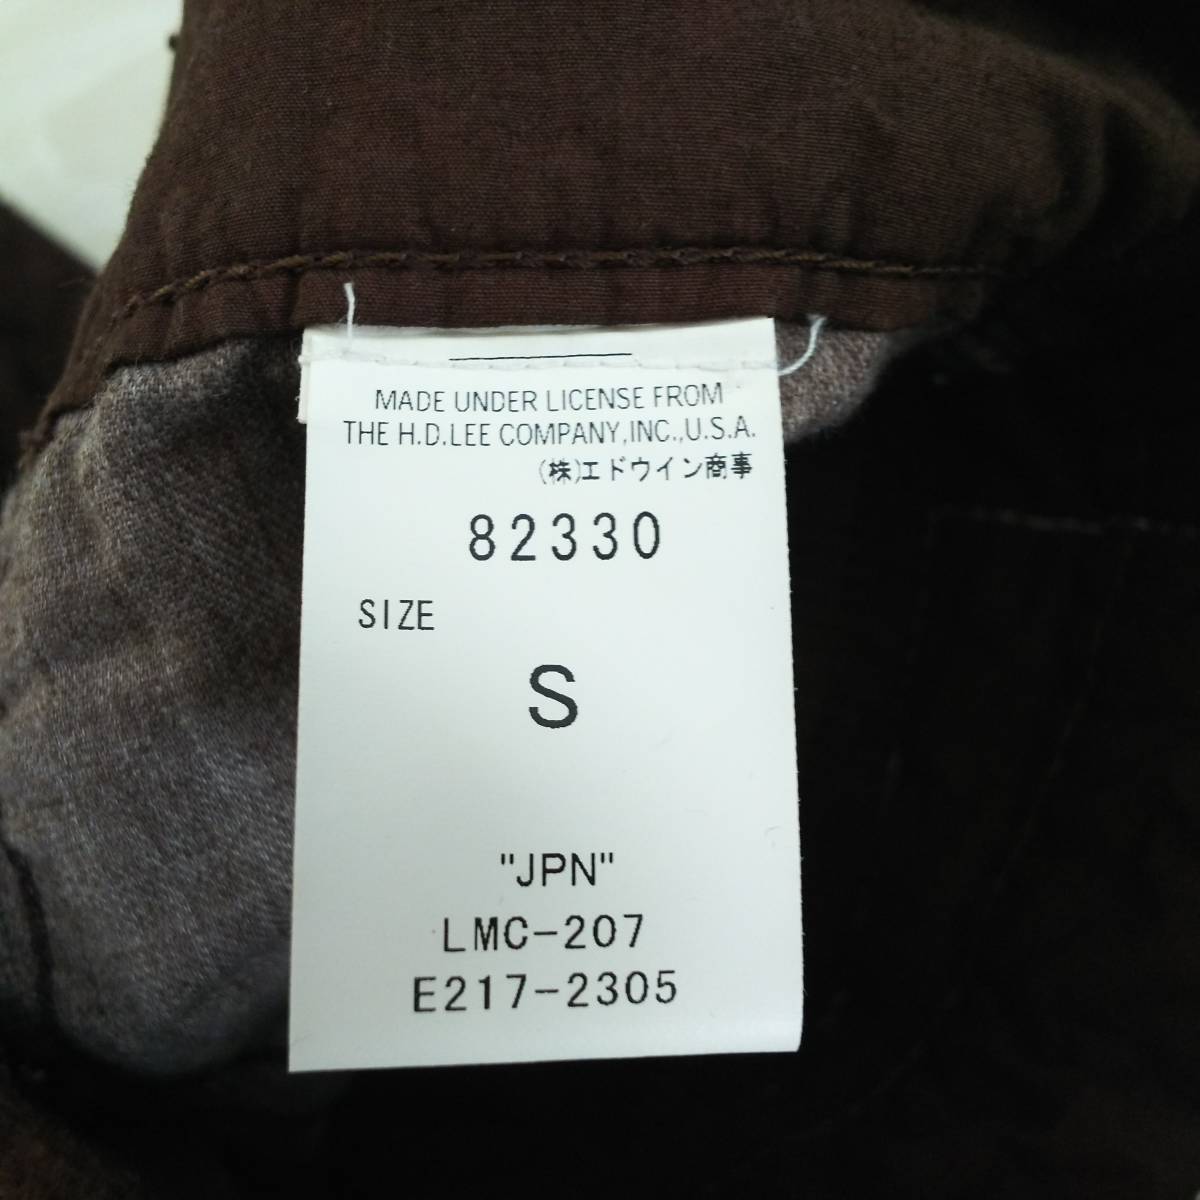 MADE UNDER LICENSE FROM
THE H.D.LEE COMPANY,INC.,U.S.A.
(株)エドウイン商事
82330
SIZE
S
"JPN"
LMC-207
E217-2305